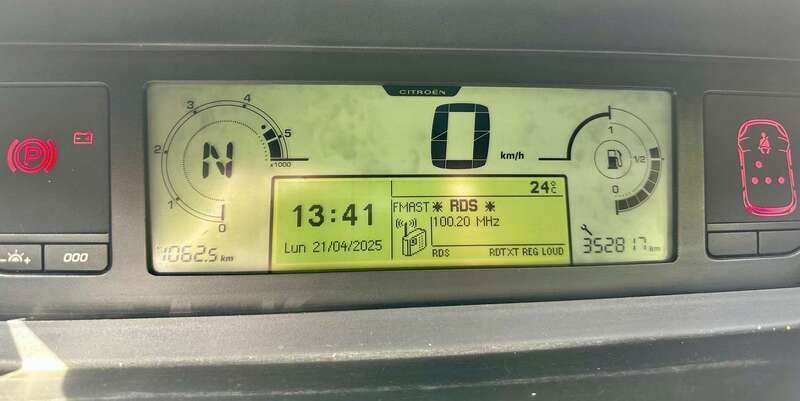 CITROËN
3 4
2 5
x1000
1
0
N
0
km/h
1
1/2
0
P
24°C
13:41
FMAST * RDS *
100.20 MHz
Lun 21/04/2025
RDS RDTXT REG LOUD
1062.5 km
352817 km
- +
000